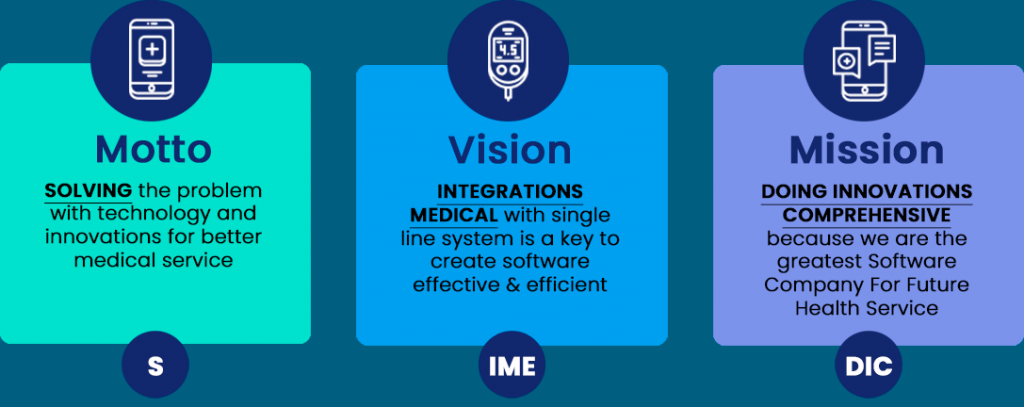 Motto
SOLVING the problem
with technology and
innovations for better
medical service
S
4.5
Vision
INTEGRATIONS
MEDICAL with single
line system is a key to
create software
effective & efficient
IME
Mission
DOING INNOVATIONS
COMPREHENSIVE
because we are the
greatest Software
Company For Future
Health Service
DIC